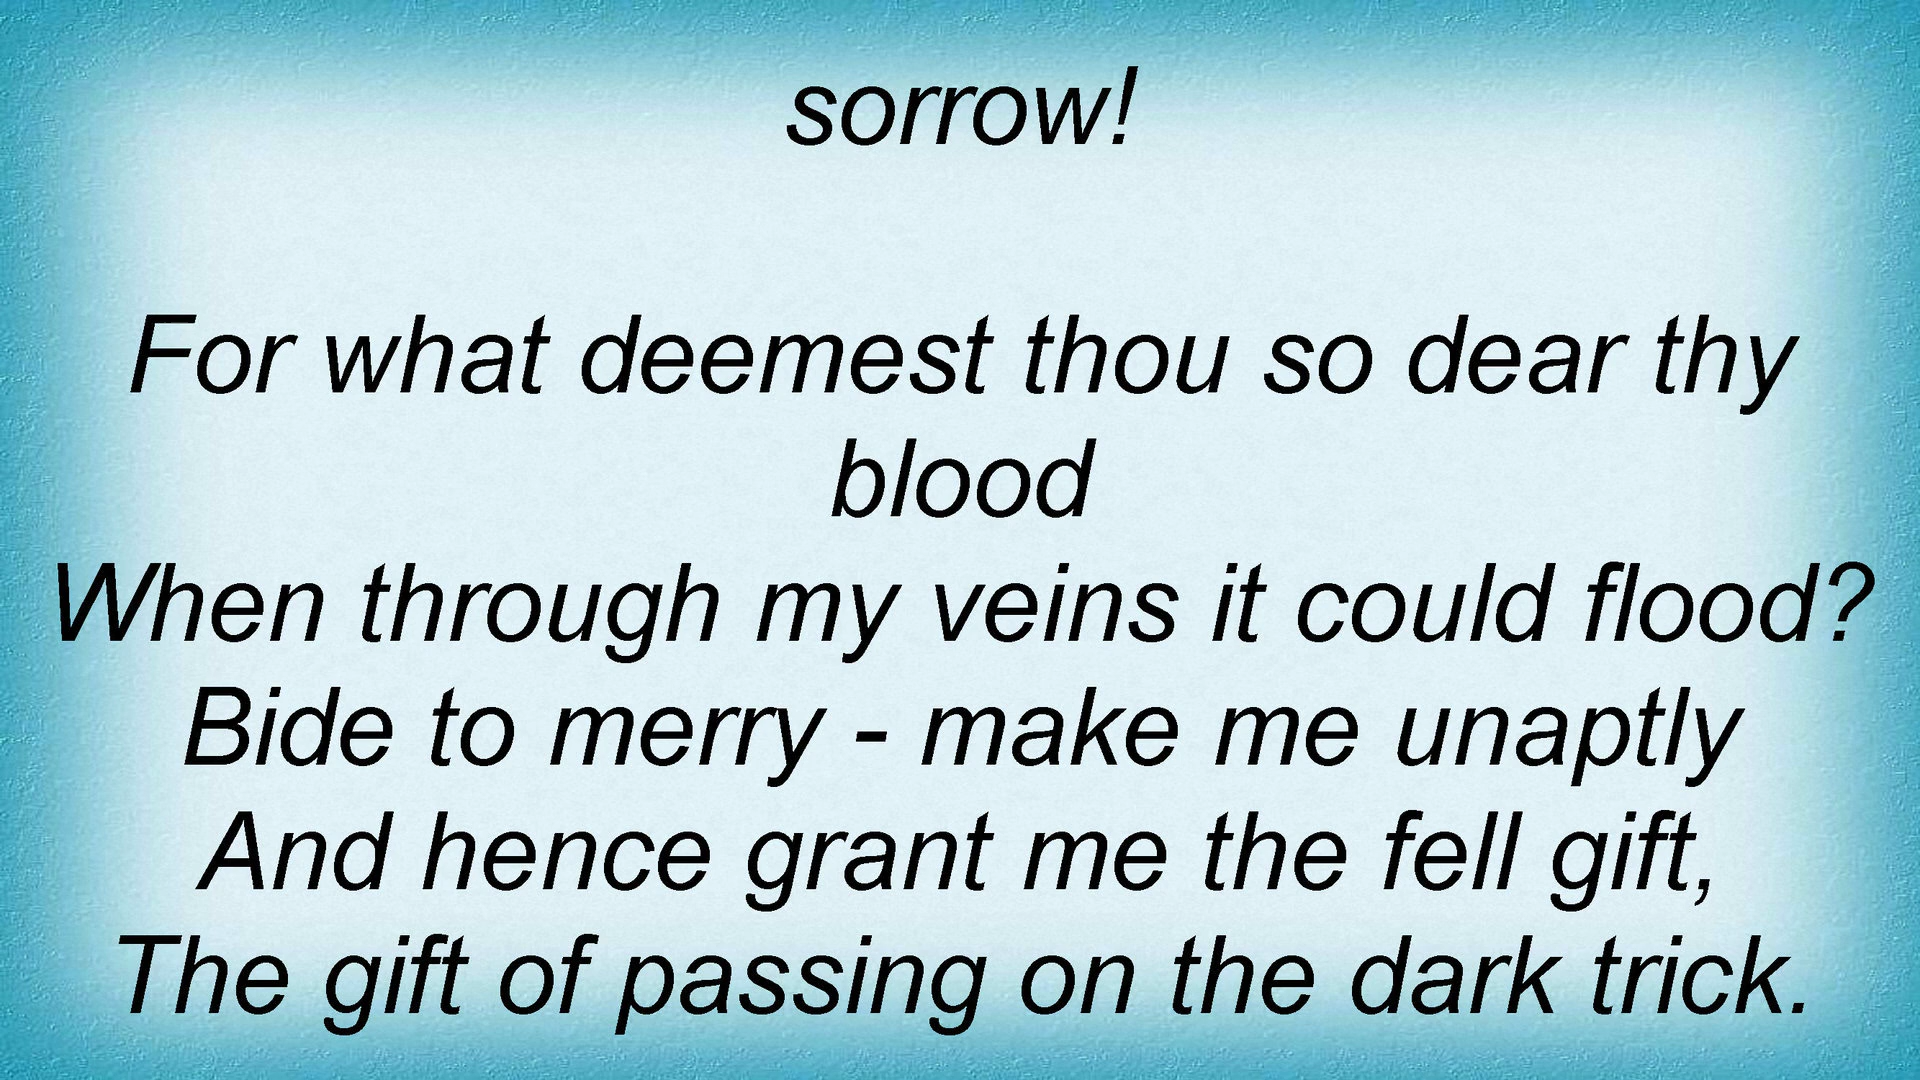 sorrow!
For what deemest thou so dear thy
blood
When through my veins it could flood?
Bide to merry - make me unaptly
And hence grant me the fell gift,
The gift of passing on the dark trick.